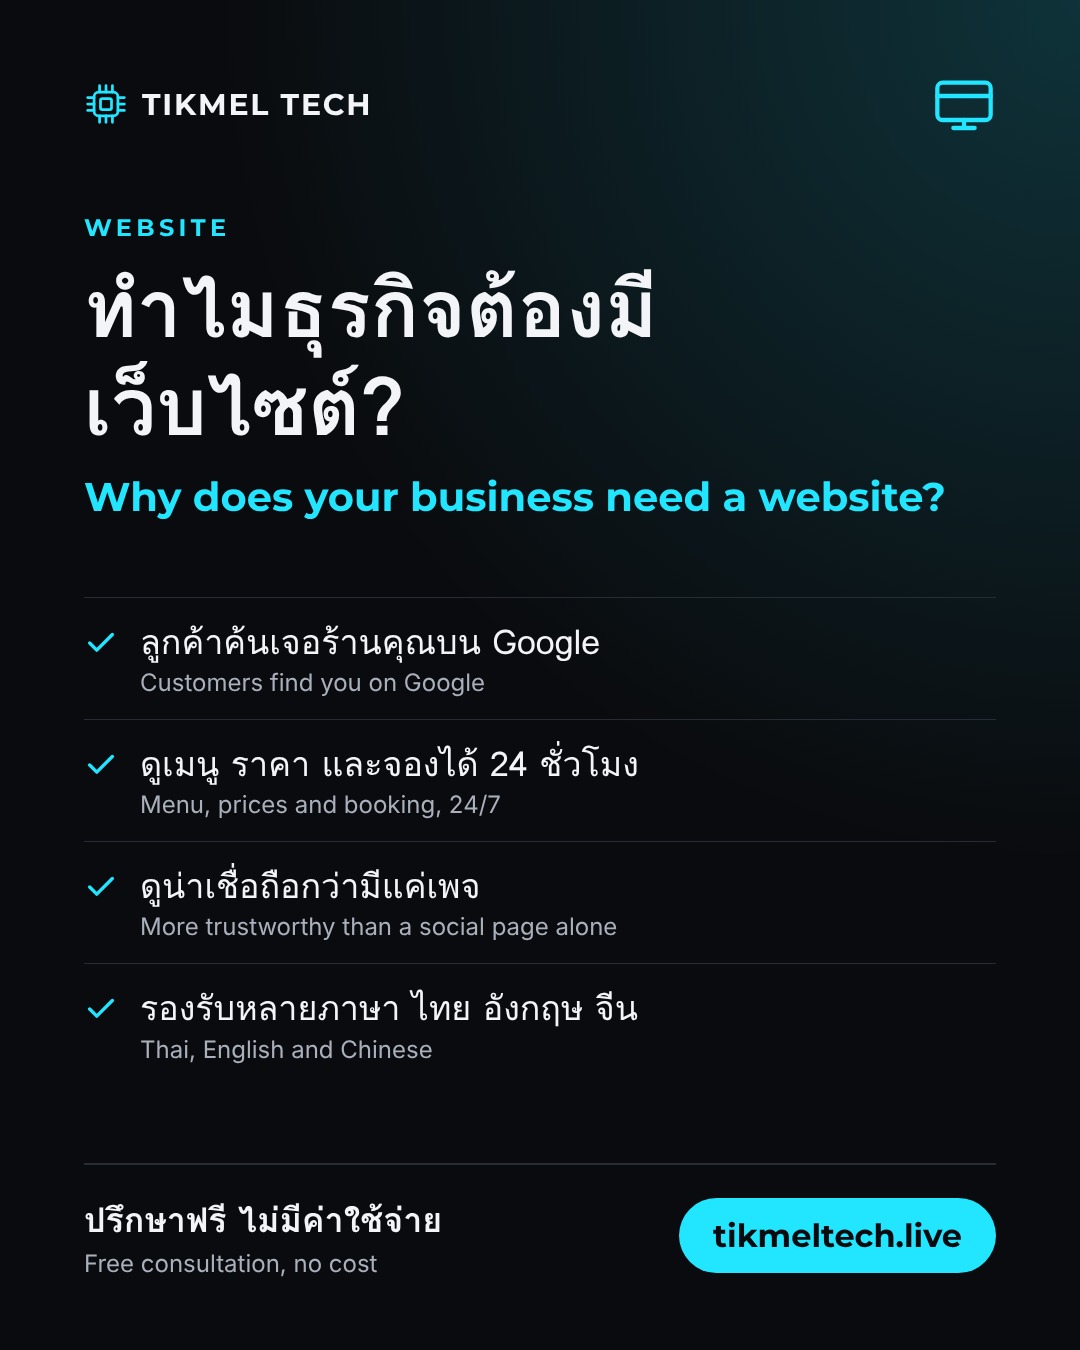 TIKMEL TECH
WEBSITE
ทำไมธุรกิจต้องมี
เว็บไซต์?
Why does your business need a website?
ลูกค้าค้นเจอร้านคุณบน Google
Customers find you on Google
ดูเมนู ราคา และจองได้ 24 ชั่วโมง
Menu, prices and booking, 24/7
ดูน่าเชื่อถือกว่ามีแค่เพจ
More trustworthy than a social page alone
รองรับหลายภาษา ไทย อังกฤษ จีน
Thai, English and Chinese
ปรึกษาฟรี ไม่มีค่าใช้จ่าย
Free consultation, no cost
tikmeltech.live